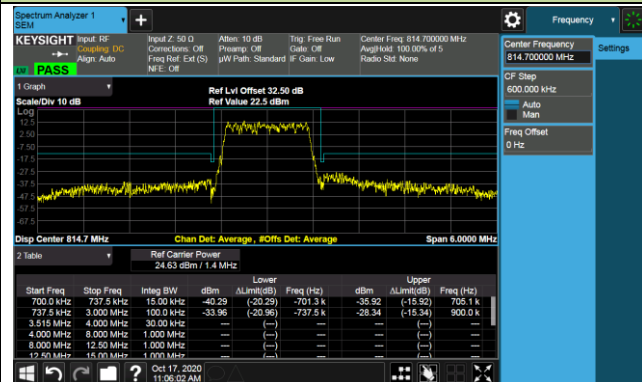 Spectrum Analyzer 1
SEM
Frequency
KEYSIGHT
Input: RF
Coupling: DC
Align: Auto
Input Z: 50 Ω
Corrections: Off
Freq Ref: Ext (S)
NFE: Off
Atten: 10 dB
Preamp: Off
µW Path: Standard
Trig: Free Run
Gate: Off
IF Gain: Low
Center Freq: 814.700000 MHz
Avg|Hold: 100.00% of 5
Radio Std: None
PASS
Center Frequency
814.700000 MHz
Settings
CF Step
600.000 kHz
Auto
Man
Freq Offset
0 Hz
1 Graph
Scale/Div 10 dB
Ref Lvl Offset 32.50 dB
Ref Value 22.5 dBm
Log
12.5
2.50
-7.50
-17.5
-27.5
-37.5
-47.5
-57.5
-67.5
Disp Center 814.7 MHz
Chan Det: Average, #Offs Det: Average
Span 6.0000 MHz
2 Table
Ref Carrier Power
24.63 dBm / 1.4 MHz
Lower Upper
Start Freq Stop Freq Integ BW dBm ΔLimit(dB) Freq (Hz) dBm ΔLimit(dB) Freq (Hz)
700.0 kHz 737.5 kHz 15.00 kHz -40.29 (-20.29) -701.3 k -35.92 (-15.92) 705.1 k
737.5 kHz 3.000 MHz 100.0 kHz -33.96 (-20.96) -737.5 k -28.34 (-15.34) 900.0 k
3.515 MHz 4.000 MHz 30.00 kHz --- (---) --- --- (---) ---
4.000 MHz 8.000 MHz 1.000 MHz --- (---) --- --- (---) ---
8.000 MHz 12.50 MHz 1.000 MHz --- (---) --- --- (---) ---
12.50 MHz 15.00 MHz 1.000 MHz --- (---) --- --- (---) ---
?
Oct 17, 2020
11:06:02 AM